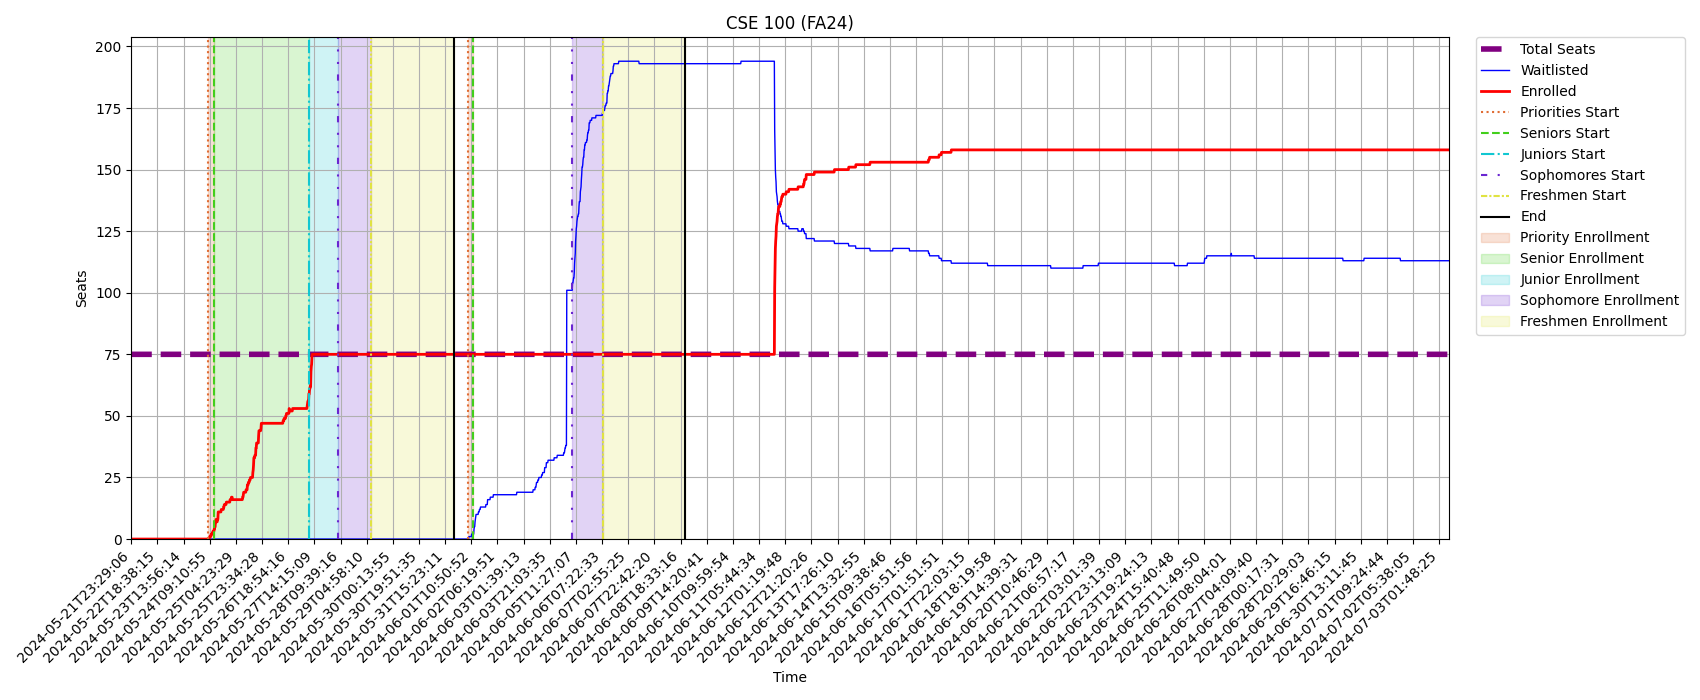 CSE 100 (FA24)
Seats
200
175
150
125
100
75
50
25
0
2024-05-21T23:29:06
2024-05-22T18:38:15
2024-05-23T13:56:14
2024-05-24T09:10:55
2024-05-25T04:23:29
2024-05-25T23:34:28
2024-05-26T18:54:16
2024-05-27T14:15:09
2024-05-28T09:39:16
2024-05-29T04:58:10
2024-05-30T00:13:55
2024-05-30T19:51:35
2024-05-31T15:23:11
2024-06-01T10:50:52
2024-06-02T06:19:51
2024-06-03T01:39:13
2024-06-03T21:03:35
2024-06-05T11:27:07
2024-06-06T07:22:33
2024-06-07T02:55:25
2024-06-07T22:42:20
2024-06-08T18:33:16
2024-06-09T14:20:41
2024-06-10T09:59:54
2024-06-11T05:44:34
2024-06-12T01:19:48
2024-06-12T21:20:26
2024-06-14T17:26:10
2024-06-14T13:32:55
2024-06-15T09:38:46
2024-06-16T05:51:56
2024-06-17T01:51:51
2024-06-17T22:03:15
2024-06-18T18:19:58
2024-06-19T14:39:31
2024-06-20T10:46:29
2024-06-21T06:57:17
2024-06-22T03:01:39
2024-06-22T23:13:09
2024-06-23T19:24:13
2024-06-24T15:40:48
2024-06-25T11:49:50
2024-06-26T08:04:01
2024-06-27T04:09:40
2024-06-28T00:17:31
2024-06-28T20:29:03
2024-06-29T16:46:15
2024-06-30T13:11:45
2024-07-01T09:24:44
2024-07-02T05:38:05
2024-07-03T01:48:25
Time
Total Seats
Waitlisted
Enrolled
Priorities Start
Seniors Start
Juniors Start
Sophomores Start
Freshmen Start
End
Priority Enrollment
Senior Enrollment
Junior Enrollment
Sophomore Enrollment
Freshmen Enrollment